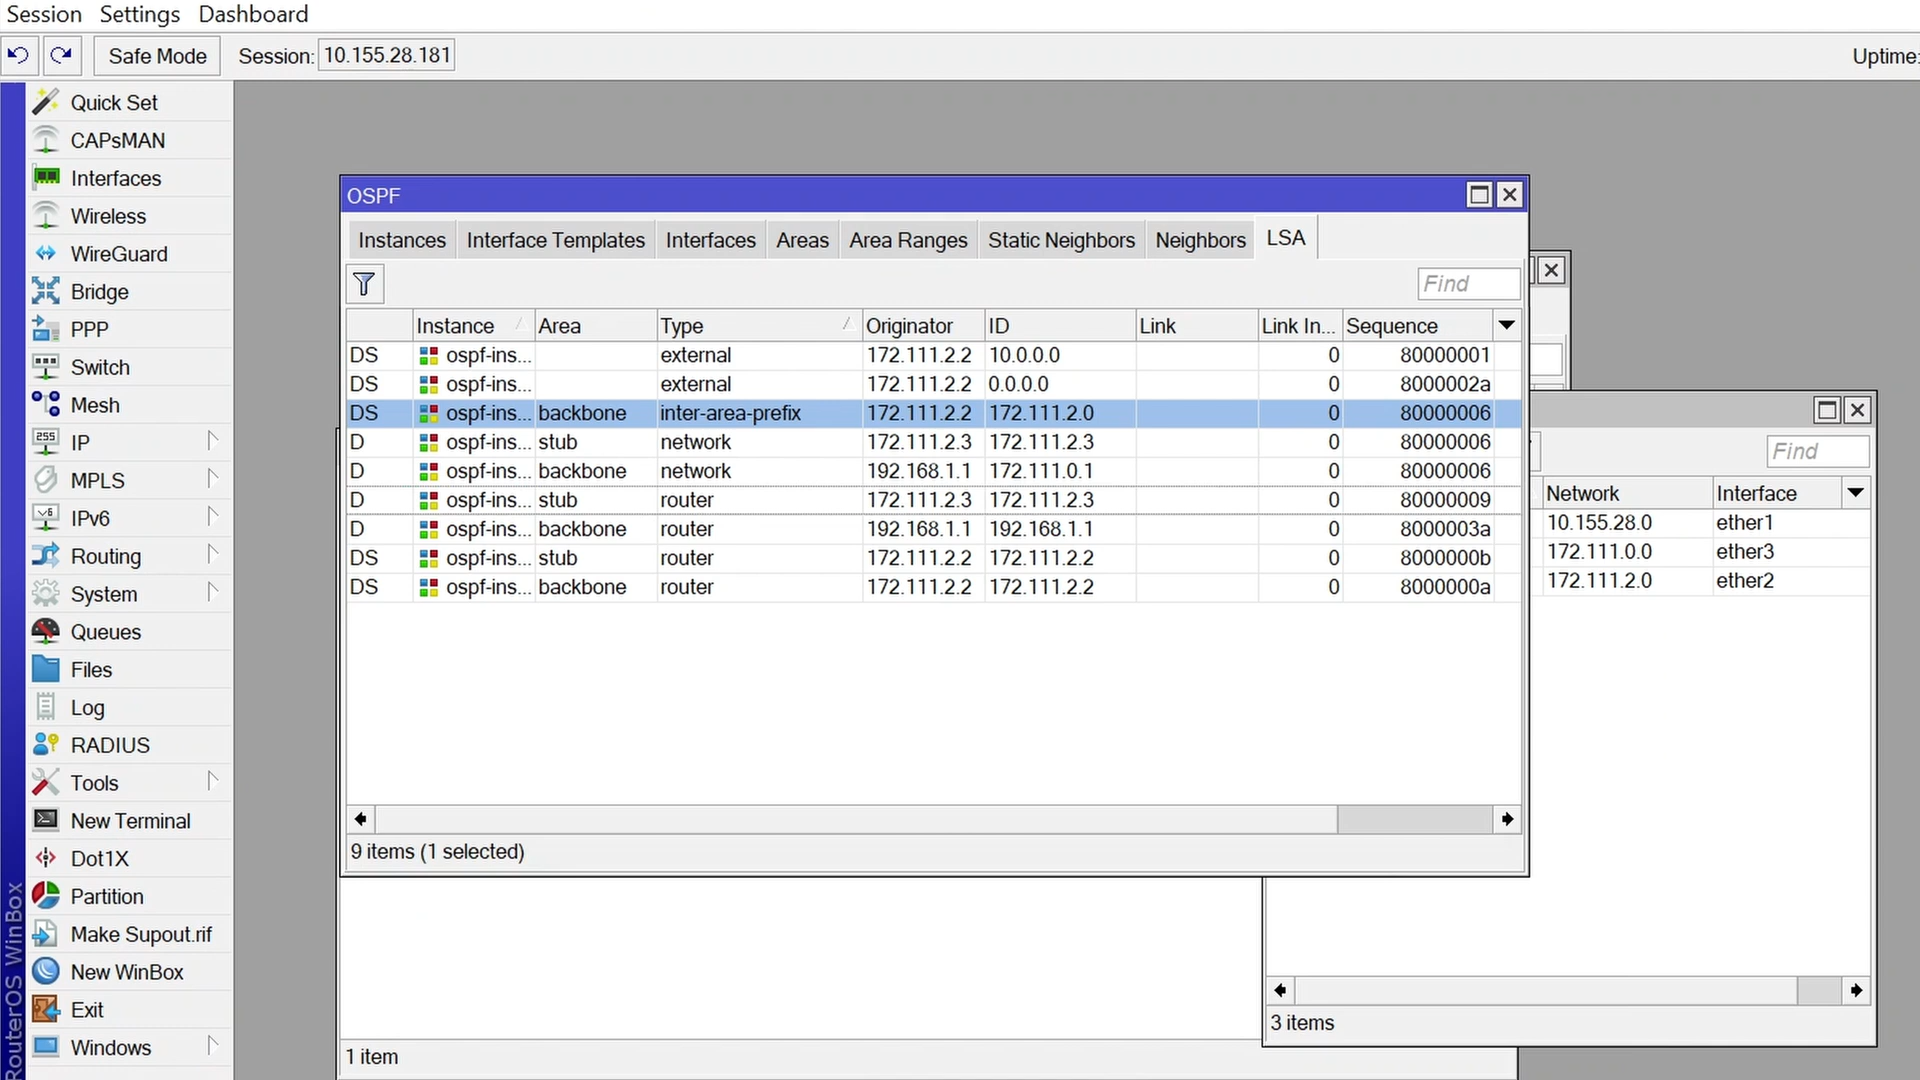 Session Settings Dashboard
Safe Mode Session: 10.155.28.181 Uptime:
Quick Set
CAPsMAN
Interfaces
Wireless
WireGuard
Bridge
PPP
Switch
Mesh
IP
MPLS
IPv6
Routing
System
Queues
Files
Log
RADIUS
Tools
New Terminal
Dot1X
Partition
Make Supout.rif
New WinBox
Exit
Windows
RouterOS WinBox
OSPF
Instances Interface Templates Interfaces Areas Area Ranges Static Neighbors Neighbors LSA
Find
Instance Area Type Originator ID Link Link In... Sequence
DS ospf-ins... external 172.111.2.2 10.0.0.0 0 80000001
DS ospf-ins... external 172.111.2.2 0.0.0.0 0 8000002a
DS ospf-ins... backbone inter-area-prefix 172.111.2.2 172.111.2.0 0 80000006
D ospf-ins... stub network 172.111.2.3 172.111.2.3 0 80000006
D ospf-ins... backbone network 192.168.1.1 172.111.0.1 0 80000006
D ospf-ins... stub router 172.111.2.3 172.111.2.3 0 80000009
D ospf-ins... backbone router 192.168.1.1 192.168.1.1 0 8000003a
DS ospf-ins... stub router 172.111.2.2 172.111.2.2 0 8000000b
DS ospf-ins... backbone router 172.111.2.2 172.111.2.2 0 8000000a
9 items (1 selected)
1 item
Find
Network Interface
10.155.28.0 ether1
172.111.0.0 ether3
172.111.2.0 ether2
3 items